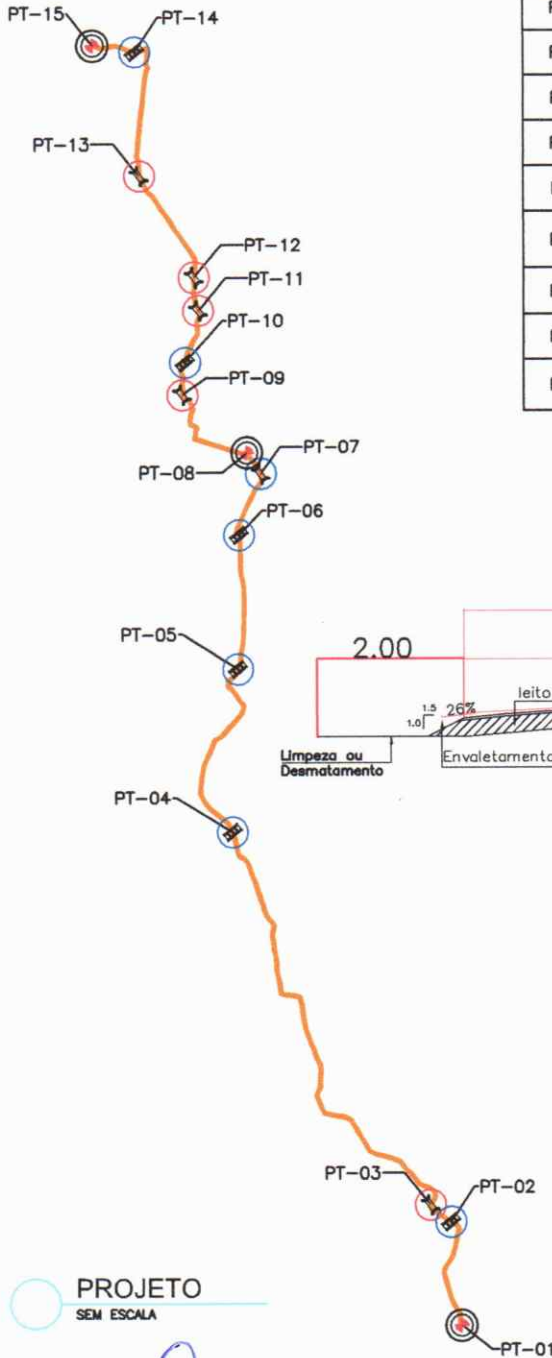 PT-15
PT-14
PT-13
PT-12
PT-11
PT-10
PT-09
PT-08
PT-07
PT-06
PT-05
PT-04
PT-03
PT-02
PT-01
2.00
1.5
1.0
26%
leito
Limpeza ou
Desmatamento
Envaletamento
PROJETO
SEM ESCALA